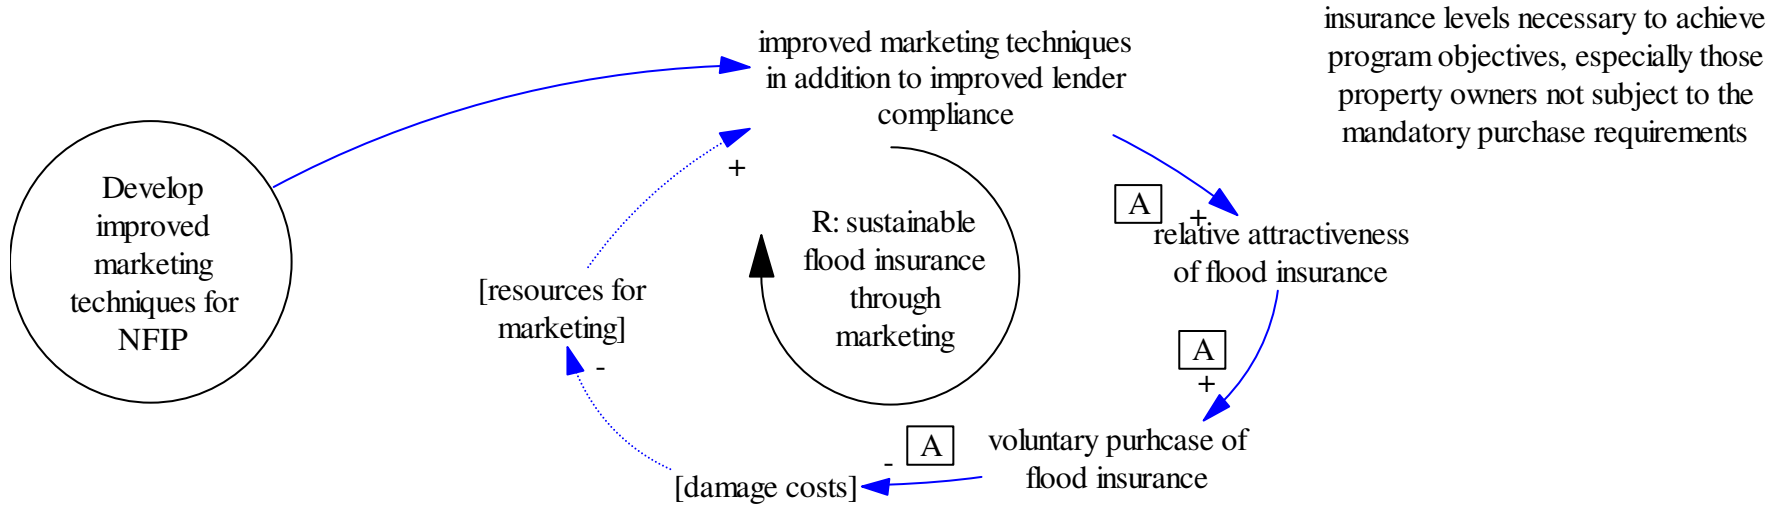 insurance levels necessary to achieve
program objectives, especially those
property owners not subject to the
mandatory purchase requirements
improved marketing techniques
in addition to improved lender
compliance
Develop
improved
marketing
techniques for
NFIP
+
A
+
relative attractiveness
of flood insurance
R: sustainable
flood insurance
through
marketing
[resources for
marketing]
-
A
+
voluntary purhcase of
flood insurance
A
-
[damage costs]